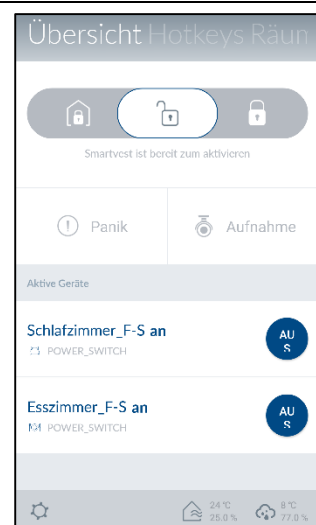 Übersicht Hotkeys Räun
Smartvest ist bereit zum aktivieren
Panik
Aufnahme
Aktive Geräte
Schlafzimmer_F-S an
POWER_SWITCH
AU
S
Esszimmer_F-S an
POWER_SWITCH
AU
S
24 °C
25.0 %
8 °C
77.0 %